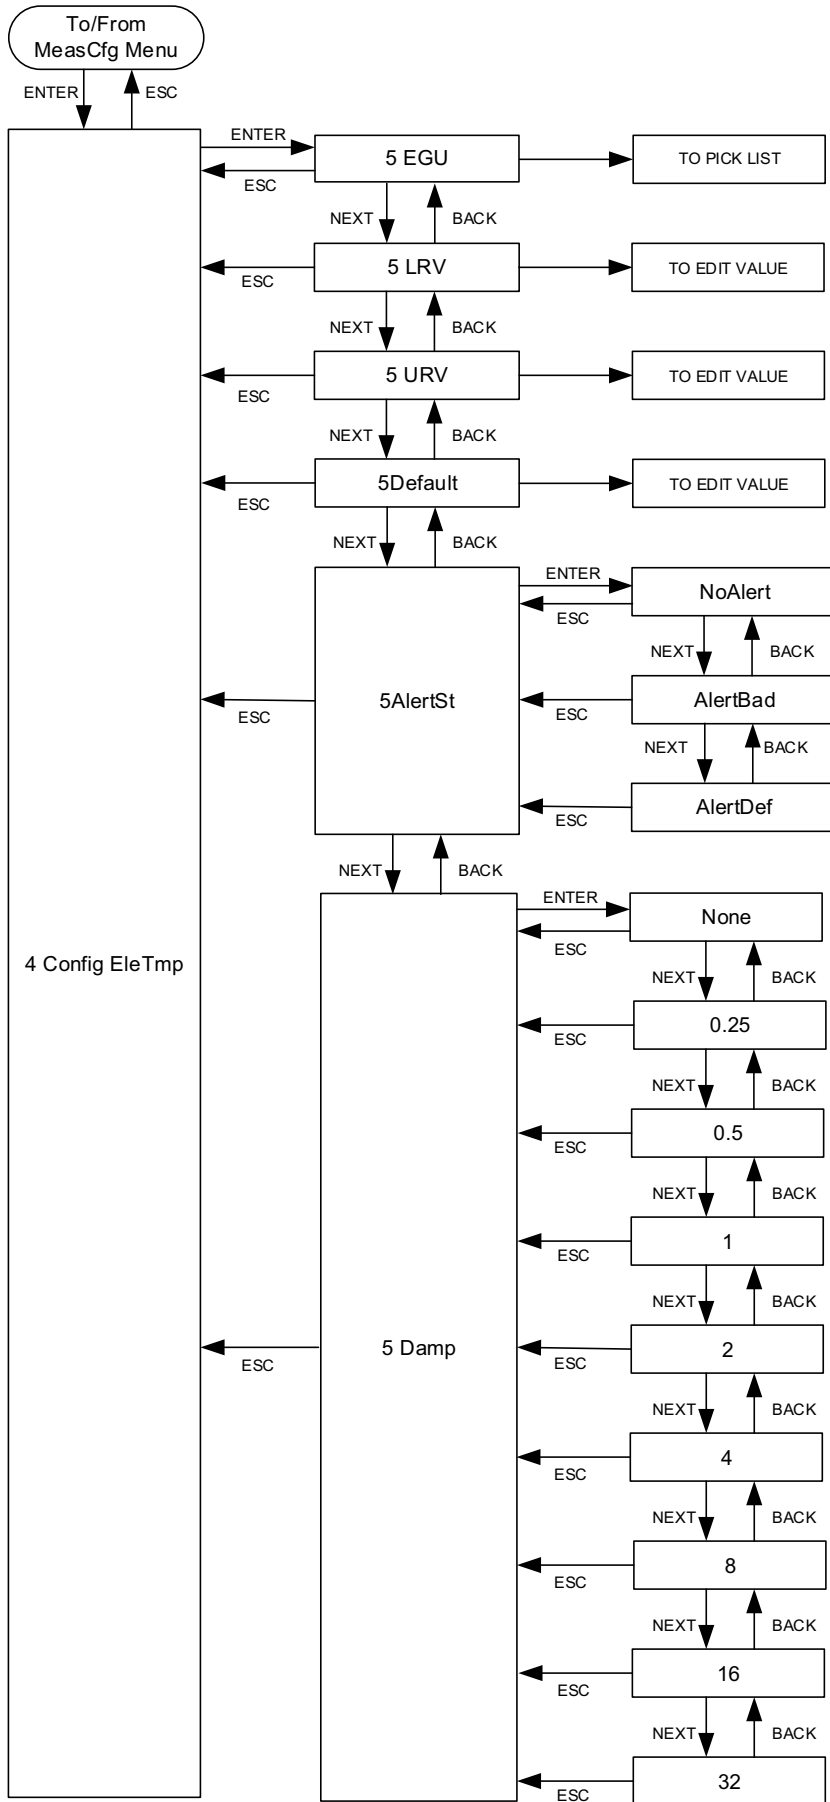 To/From
MeasCfg Menu
ENTER
ESC
ENTER
5 EGU
TO PICK LIST
ESC
NEXT
BACK
5 LRV
TO EDIT VALUE
ESC
NEXT
BACK
5 URV
TO EDIT VALUE
ESC
NEXT
BACK
5Default
TO EDIT VALUE
ESC
NEXT
BACK
ENTER
NoAlert
ESC
NEXT
BACK
5AlertSt
ESC
AlertBad
ESC
NEXT
BACK
AlertDef
ESC
NEXT
BACK
ENTER
None
ESC
4 Config EleTmp
NEXT
BACK
0.25
ESC
NEXT
BACK
0.5
ESC
NEXT
BACK
1
ESC
NEXT
BACK
5 Damp
ESC
2
ESC
NEXT
BACK
4
ESC
NEXT
BACK
8
ESC
NEXT
BACK
16
ESC
NEXT
BACK
32
ESC